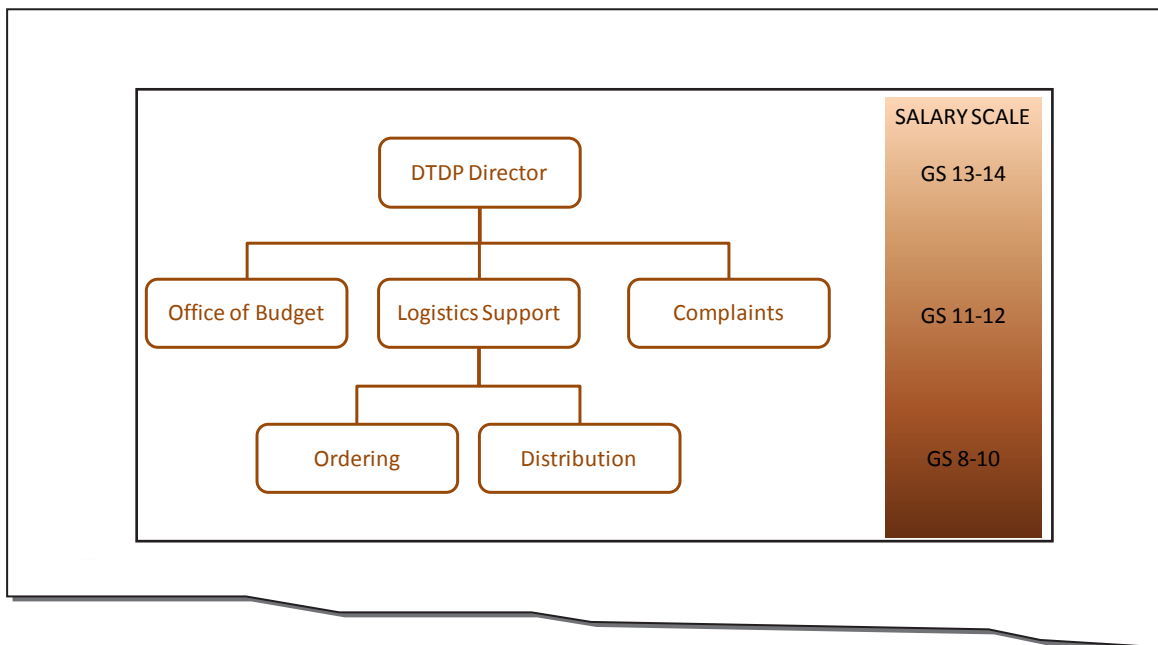 SALARY SCALE
DTDP Director
GS 13-14
Office of Budget
Logistics Support
Complaints
GS 11-12
Ordering
Distribution
GS 8-10